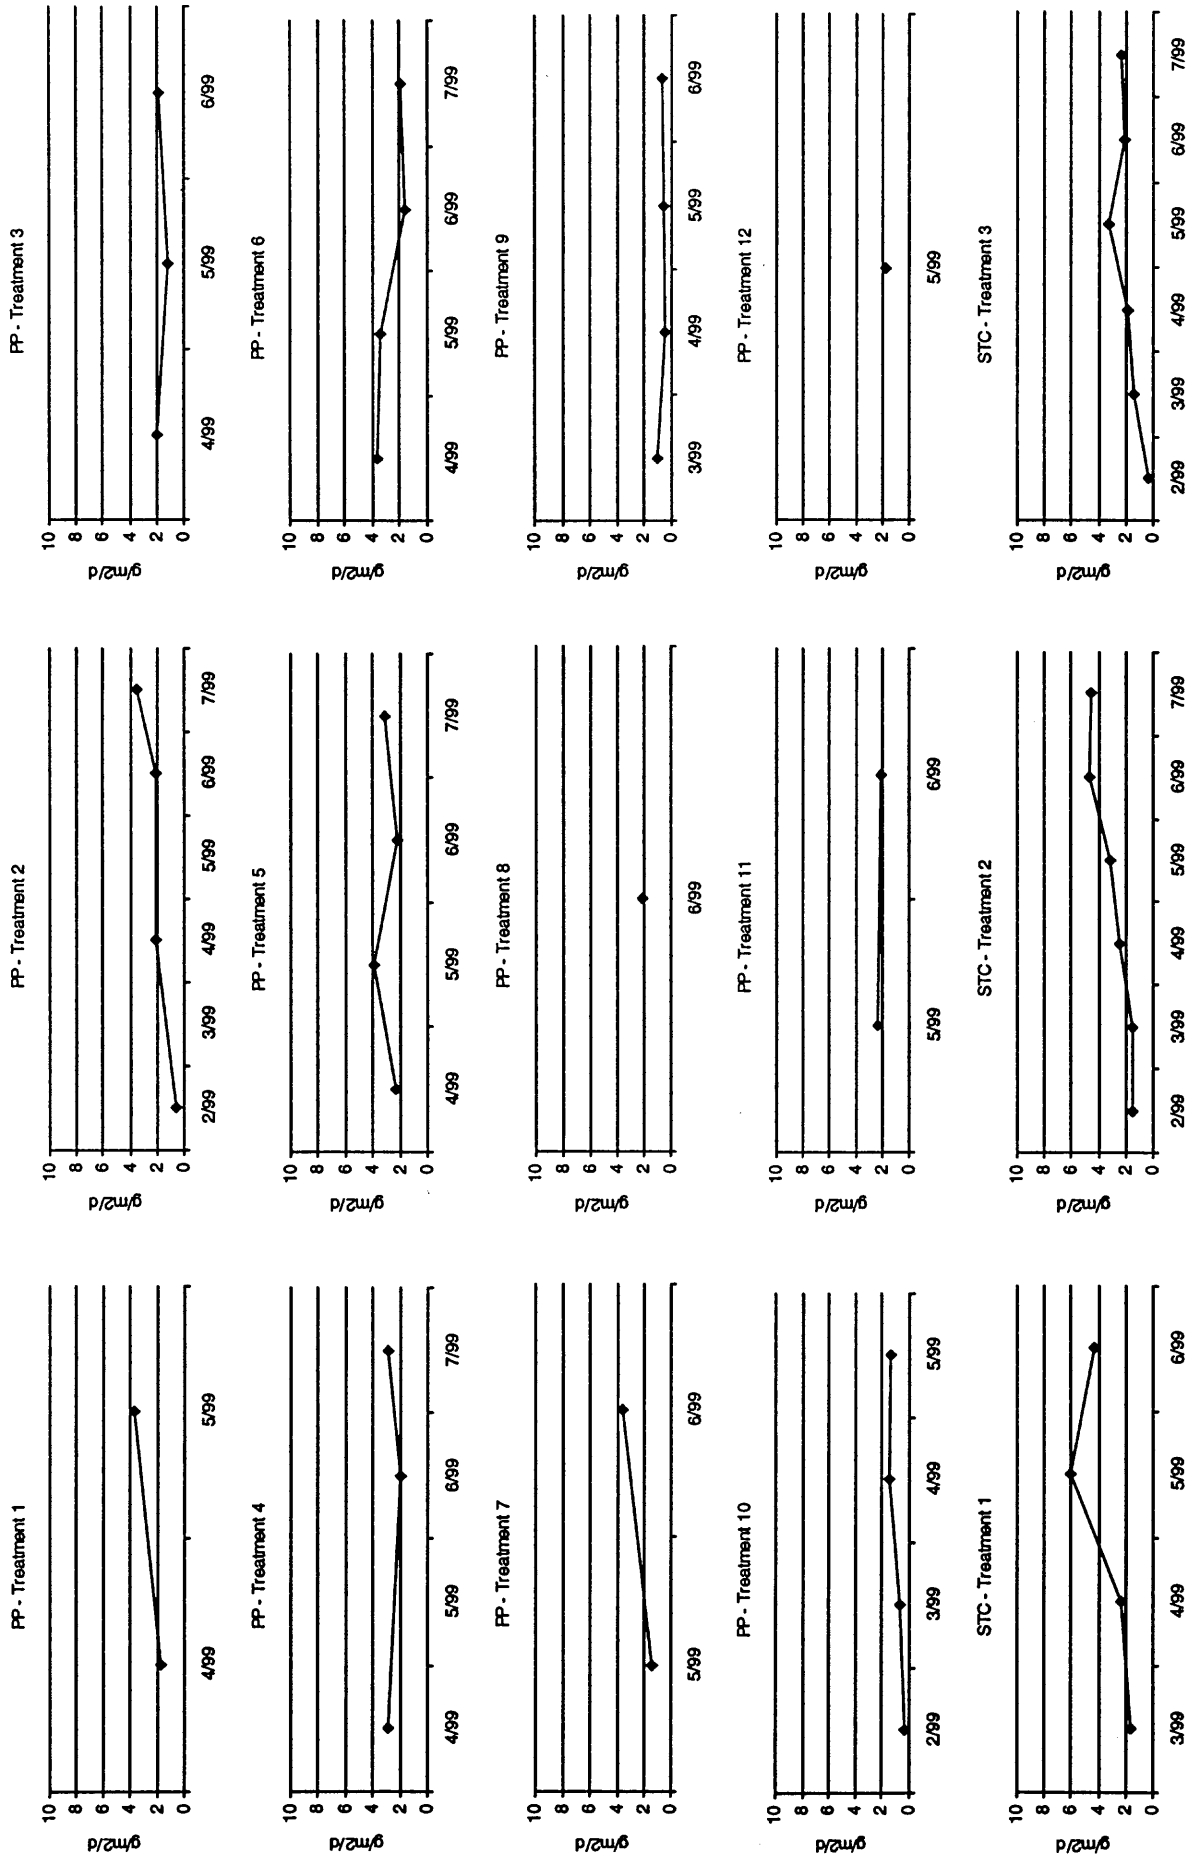 PP - Treatment 1
10
8
6
4
2
0
g/m2/d
4/99 5/99
PP - Treatment 2
10
8
6
4
2
0
g/m2/d
2/99 3/99 4/99 5/99 6/99 7/99
PP - Treatment 3
10
8
6
4
2
0
g/m2/d
4/99 5/99 6/99
PP - Treatment 4
10
8
6
4
2
0
g/m2/d
4/99 5/99 6/99 7/99
PP - Treatment 5
10
8
6
4
2
0
g/m2/d
4/99 5/99 6/99 7/99
PP - Treatment 6
10
8
6
4
2
0
g/m2/d
4/99 5/99 6/99 7/99
PP - Treatment 7
10
8
6
4
2
0
g/m2/d
5/99 6/99
PP - Treatment 8
10
8
6
4
2
0
g/m2/d
6/99
PP - Treatment 9
10
8
6
4
2
0
g/m2/d
3/99 4/99 5/99 6/99
PP - Treatment 10
10
8
6
4
2
0
g/m2/d
2/99 3/99 4/99 5/99
PP - Treatment 11
10
8
6
4
2
0
g/m2/d
5/99 6/99
PP - Treatment 12
10
8
6
4
2
0
g/m2/d
5/99
STC - Treatment 1
10
8
6
4
2
0
g/m2/d
3/99 4/99 5/99 6/99
STC - Treatment 2
10
8
6
4
2
0
g/m2/d
2/99 3/99 4/99 5/99 6/99 7/99
STC - Treatment 3
10
8
6
4
2
0
g/m2/d
2/99 3/99 4/99 5/99 6/99 7/99